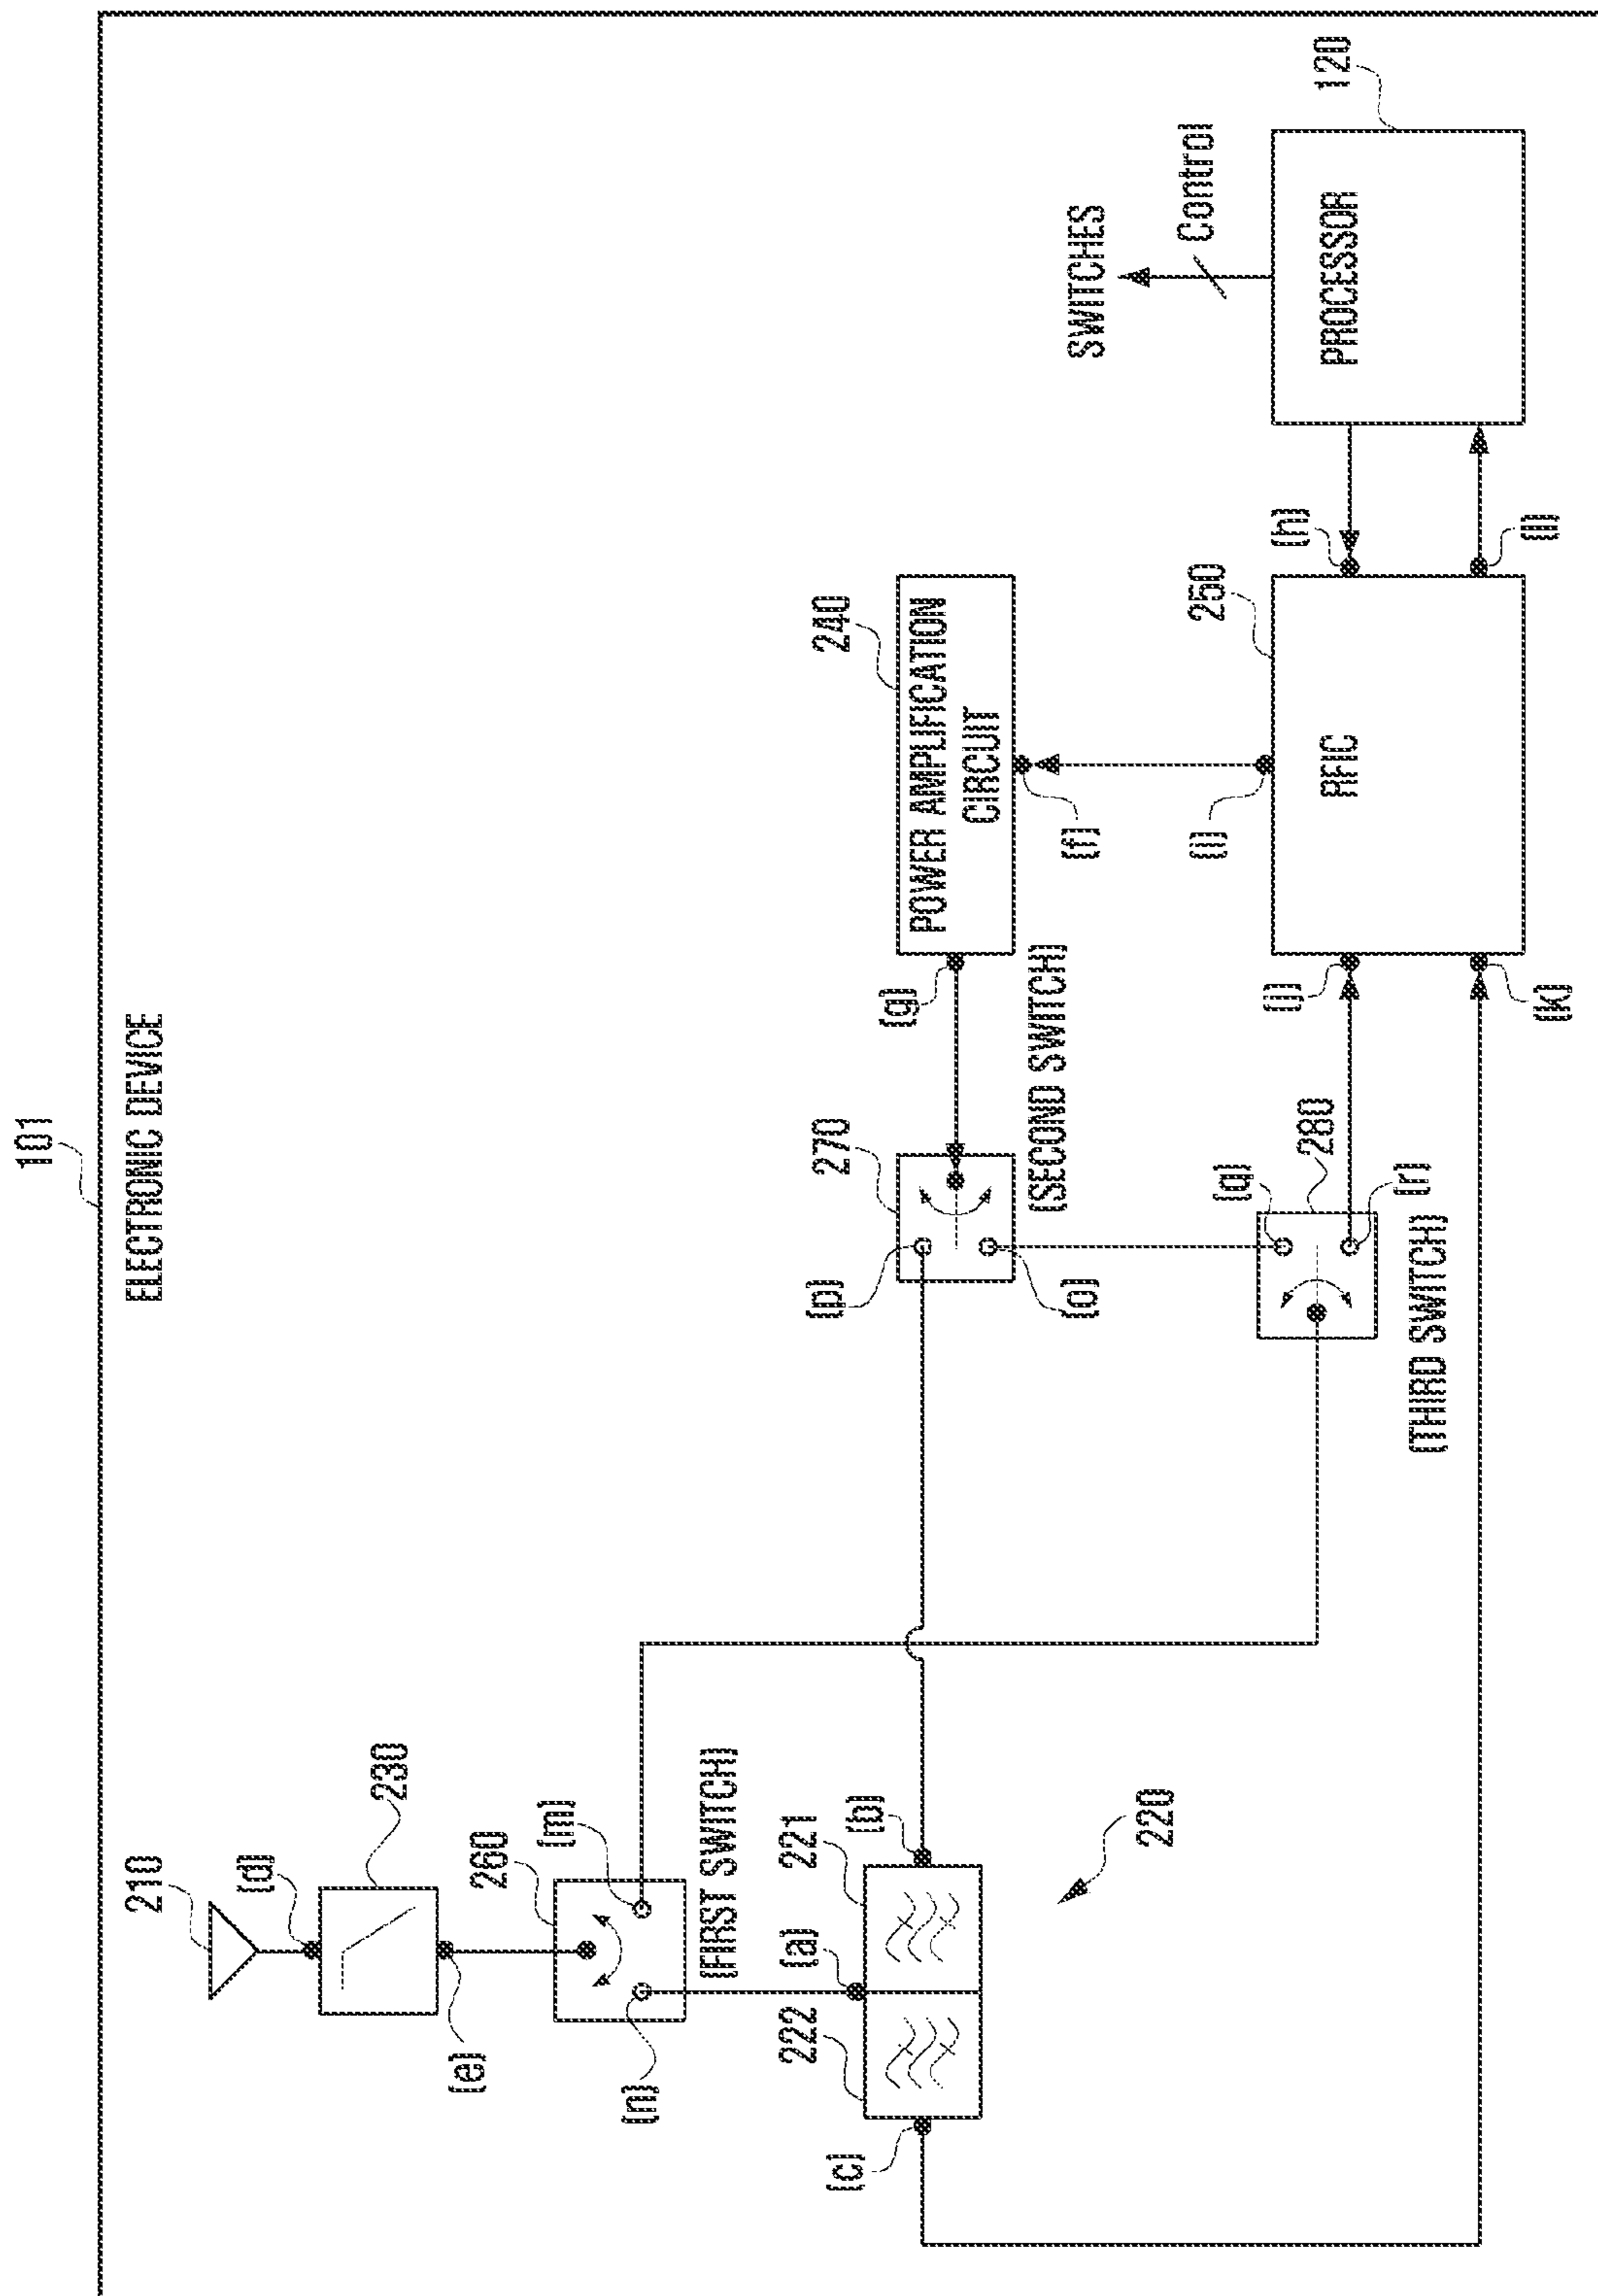 101
ELECTRONIC DEVICE
210
(d)
230
(e)
260
(m)
(n)
(FIRST SWITCH)
(a)
222
221
(b)
(c)
220
270
(p)
(o)
(SECOND SWITCH)
(g)
240
POWER AMPLIFICATION
CIRCUIT
(f)
(i)
250
RFIC
(q)
280
(r)
(THIRD SWITCH)
(j)
(k)
(h)
(l)
SWITCHES
Control
120
PROCESSOR